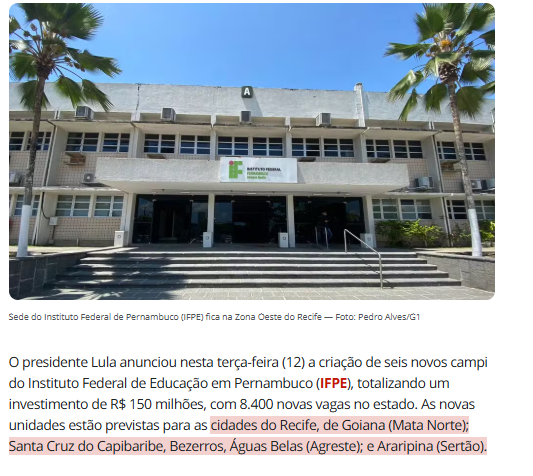 A
INSTITUTO FEDERAL
Sede do Instituto Federal de Pernambuco (IFPE) fica na Zona Oeste do Recife — Foto: Pedro Alves/G1
O presidente Lula anunciou nesta terça-feira (12) a criação de seis novos campi
do Instituto Federal de Educação em Pernambuco (IFPE), totalizando um
investimento de R$ 150 milhões, com 8.400 novas vagas no estado. As novas
unidades estão previstas para as cidades do Recife, de Goiana (Mata Norte);
Santa Cruz do Capibaribe, Bezerros, Águas Belas (Agreste); e Araripina (Sertão).